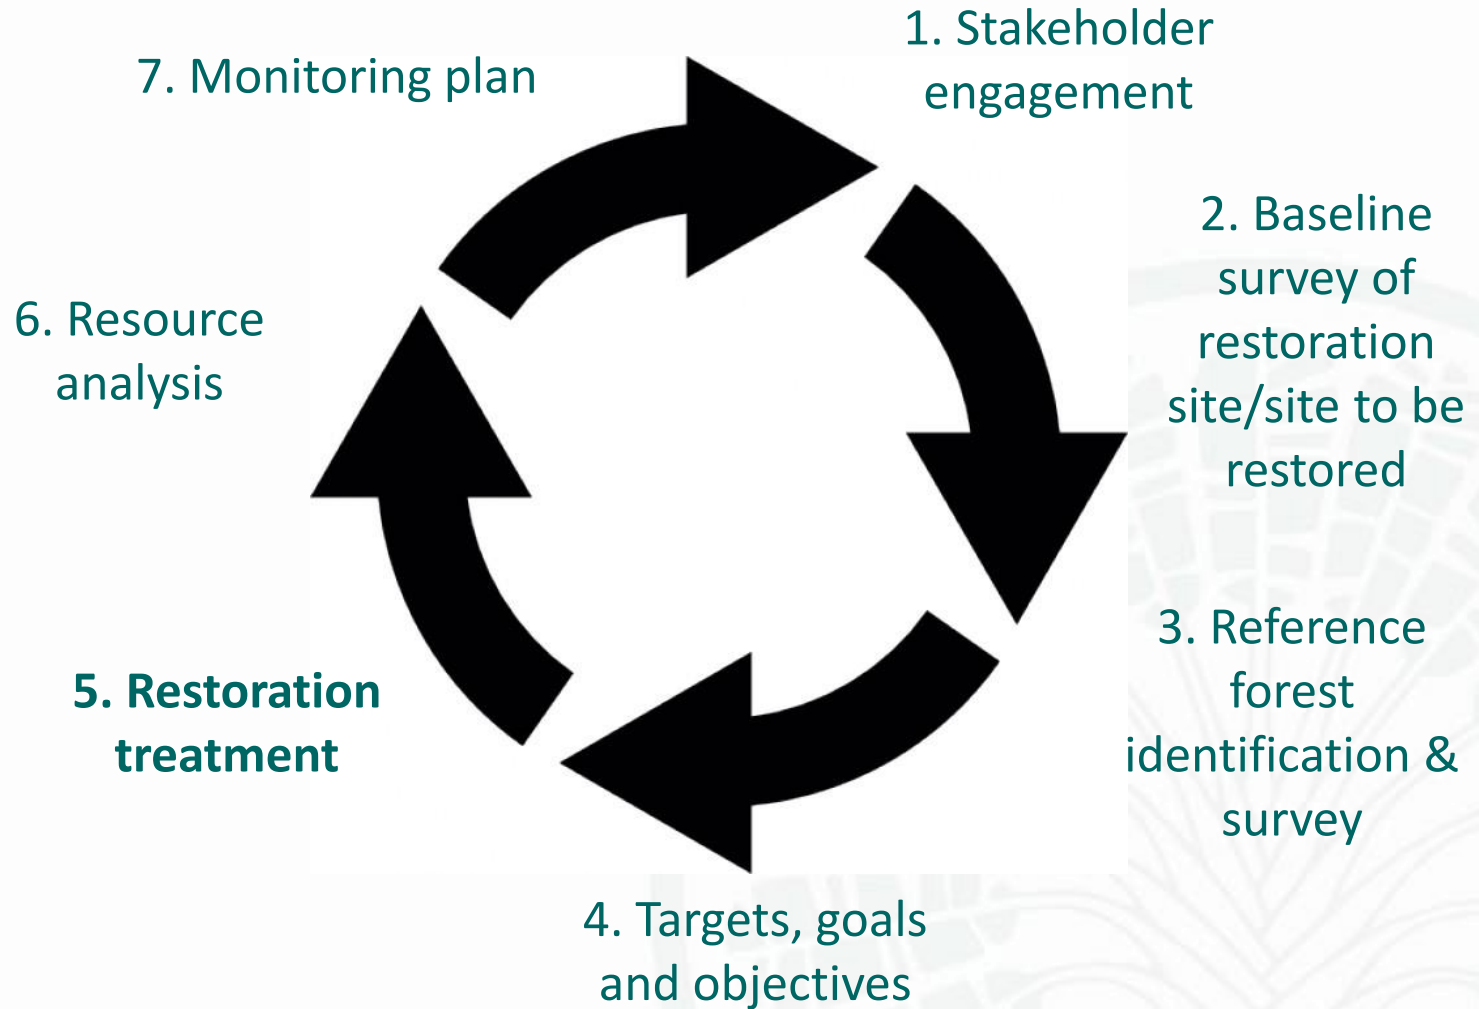 1. Stakeholder
engagement
2. Baseline
survey of
restoration
site/site to be
restored
3. Reference
forest
identification &
survey
4. Targets, goals
and objectives
5. Restoration
treatment
6. Resource
analysis
7. Monitoring plan